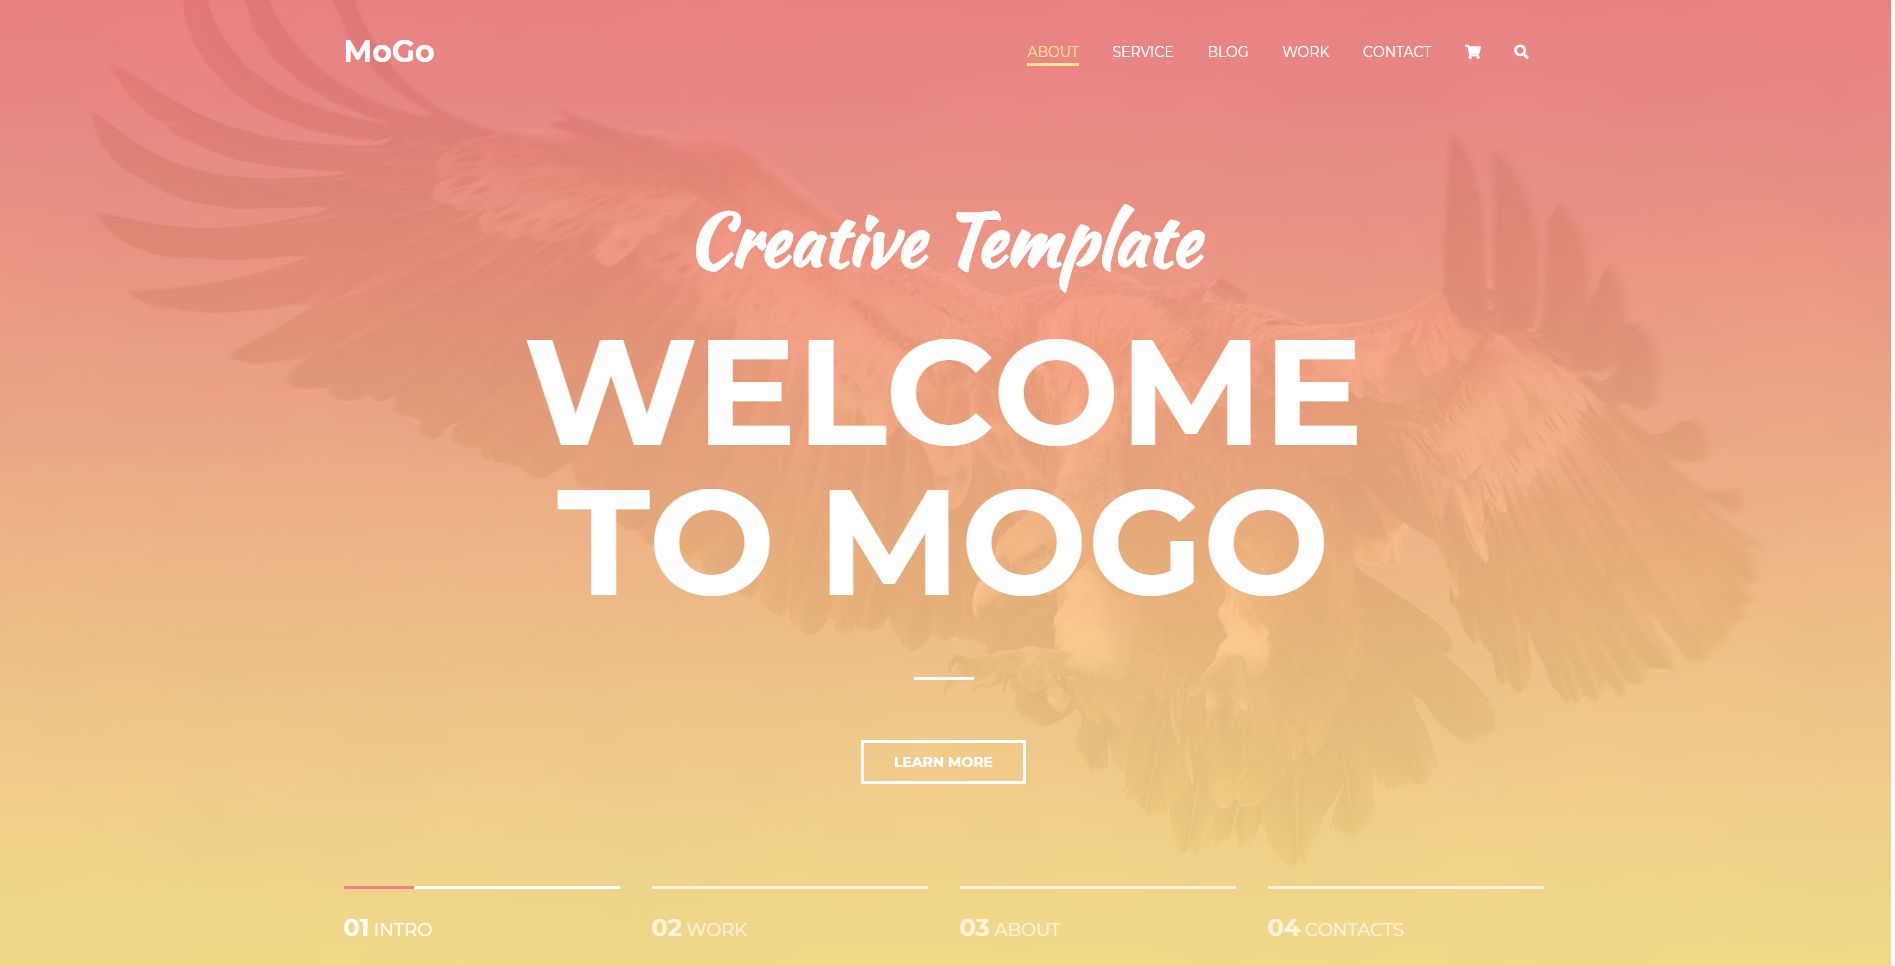 MoGo
ABOUT SERVICE BLOG WORK CONTACT
Creative Template
WELCOME
TO MOGO
LEARN MORE
01 INTRO
02 WORK
03 ABOUT
04 CONTACTS